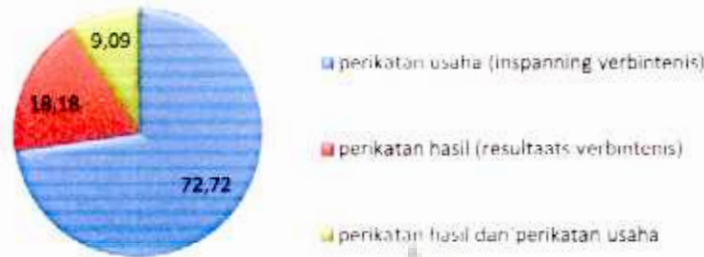 9,09
18,18
72,72
perikatan usaha (inspanning verbintenis)
perikatan hasil (resultaats verbintenis)
perikatan hasil dan perikatan usaha